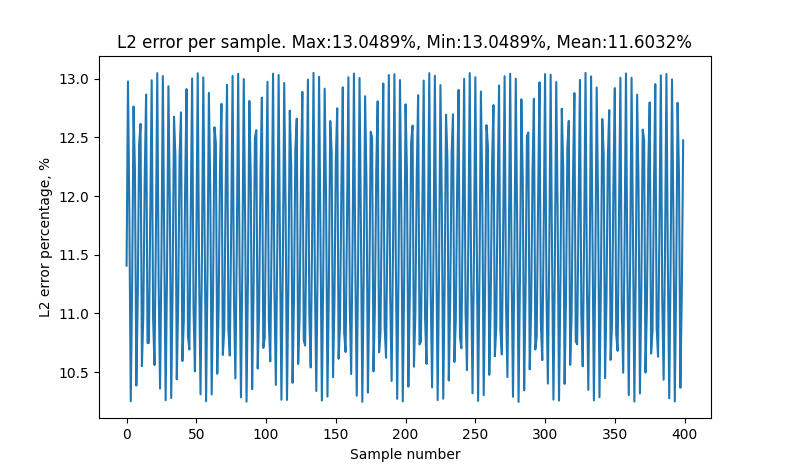 L2 error per sample. Max:13.0489%, Min:13.0489%, Mean:11.6032%
13.0
12.5
12.0
11.5
11.0
10.5
L2 error percentage, %
0 50 100 150 200 250 300 350 400
Sample number